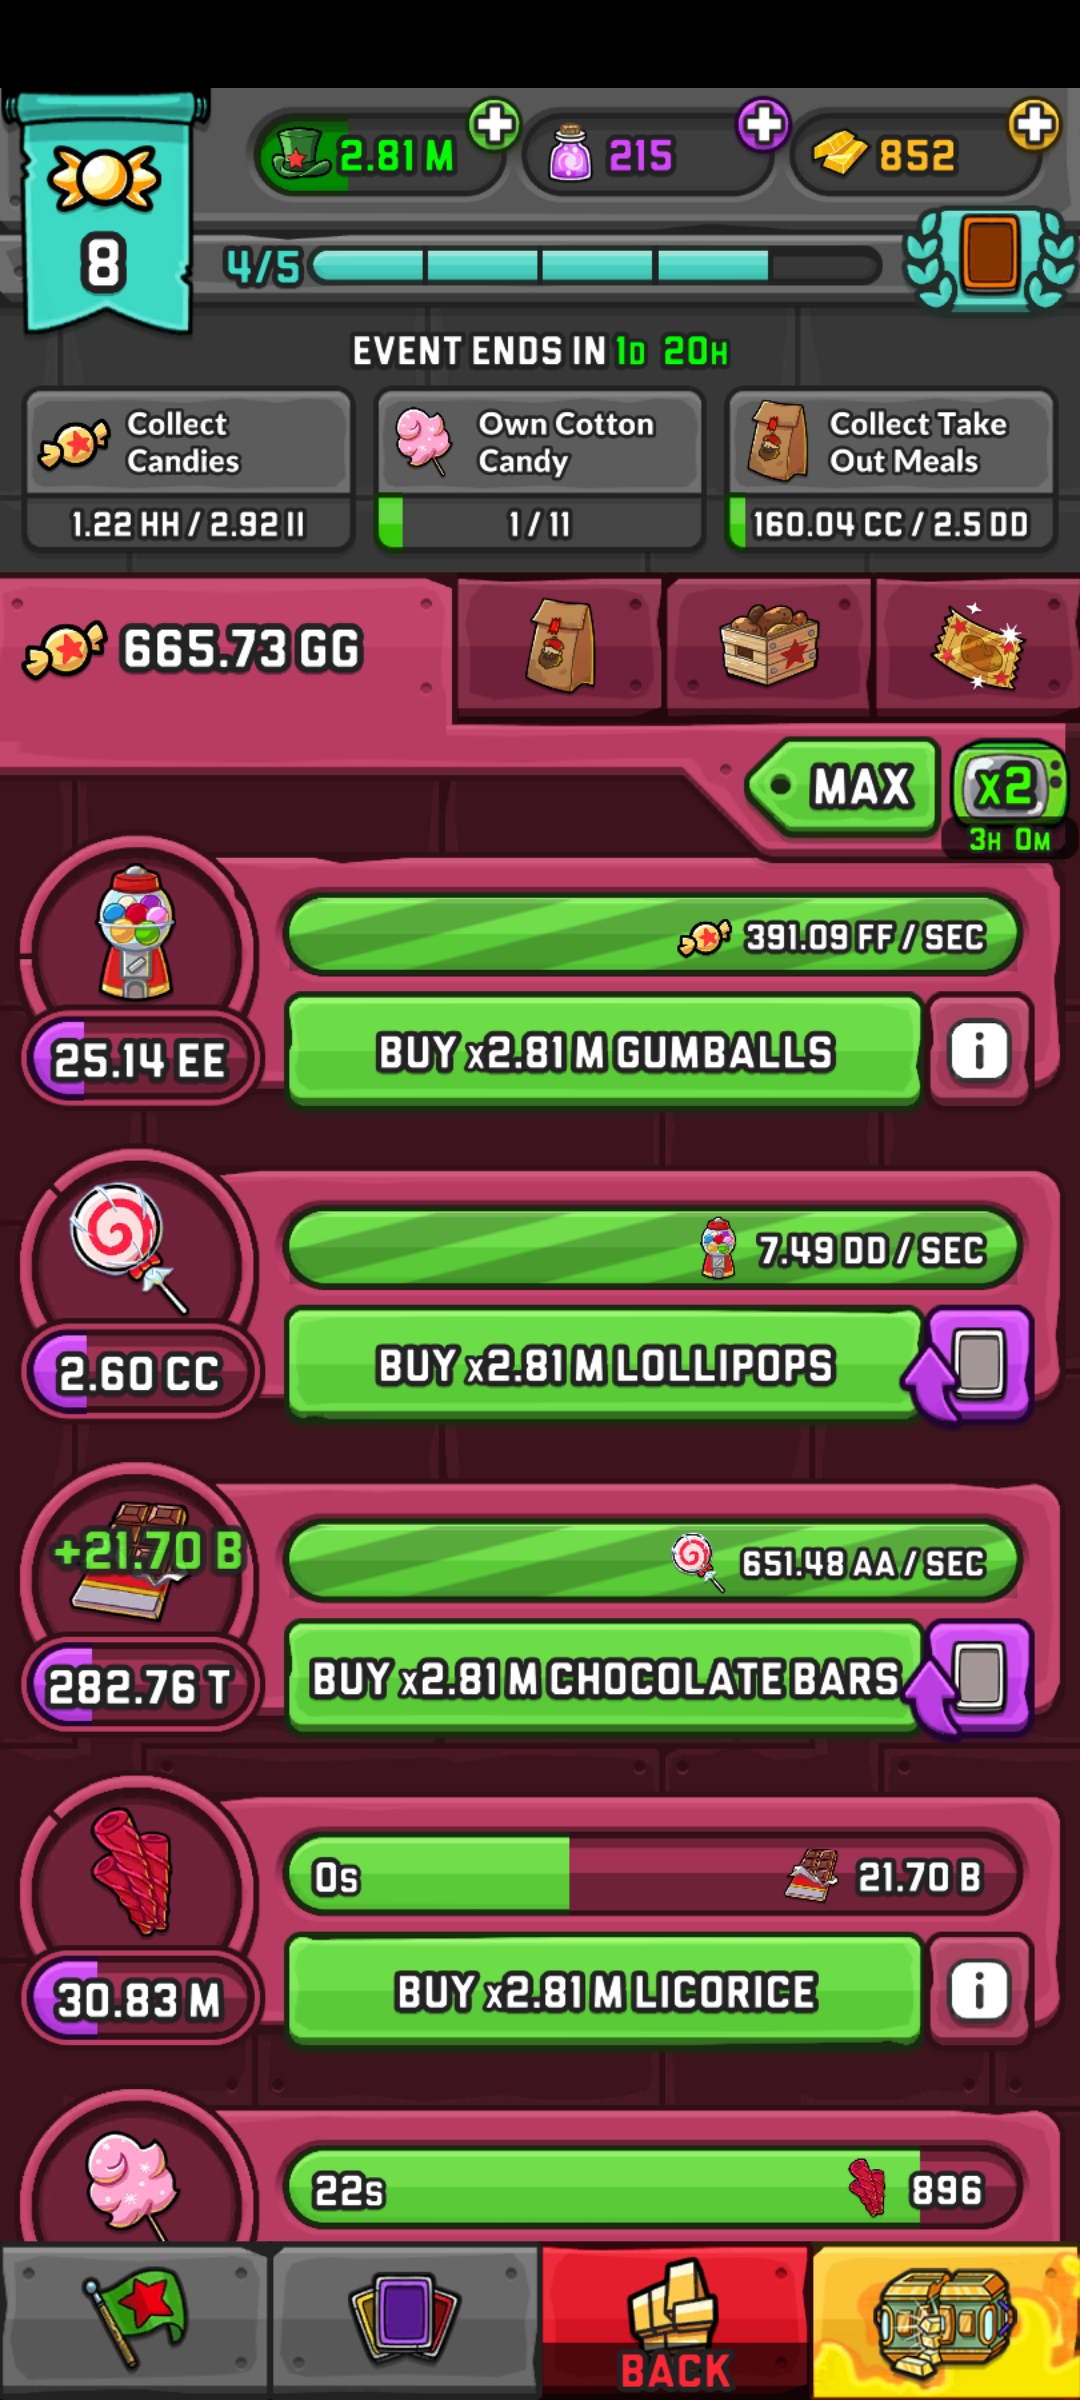 2.81 M
215
852
8
4/5
EVENT ENDS IN 1D 20H
Collect
Candies
1.22 HH / 2.92 II
Own Cotton
Candy
1 / 11
Collect Take
Out Meals
160.04 CC / 2.5 DD
665.73 GG
MAX
x2
3H 0M
391.09 FF / SEC
25.14 EE
BUY x2.81 M GUMBALLS
i
7.49 DD / SEC
2.60 CC
BUY x2.81 M LOLLIPOPS
+21.70 B
651.48 AA / SEC
282.76 T
BUY x2.81 M CHOCOLATE BARS
0s
21.70 B
30.83 M
BUY x2.81 M LICORICE
i
22s
896
BACK